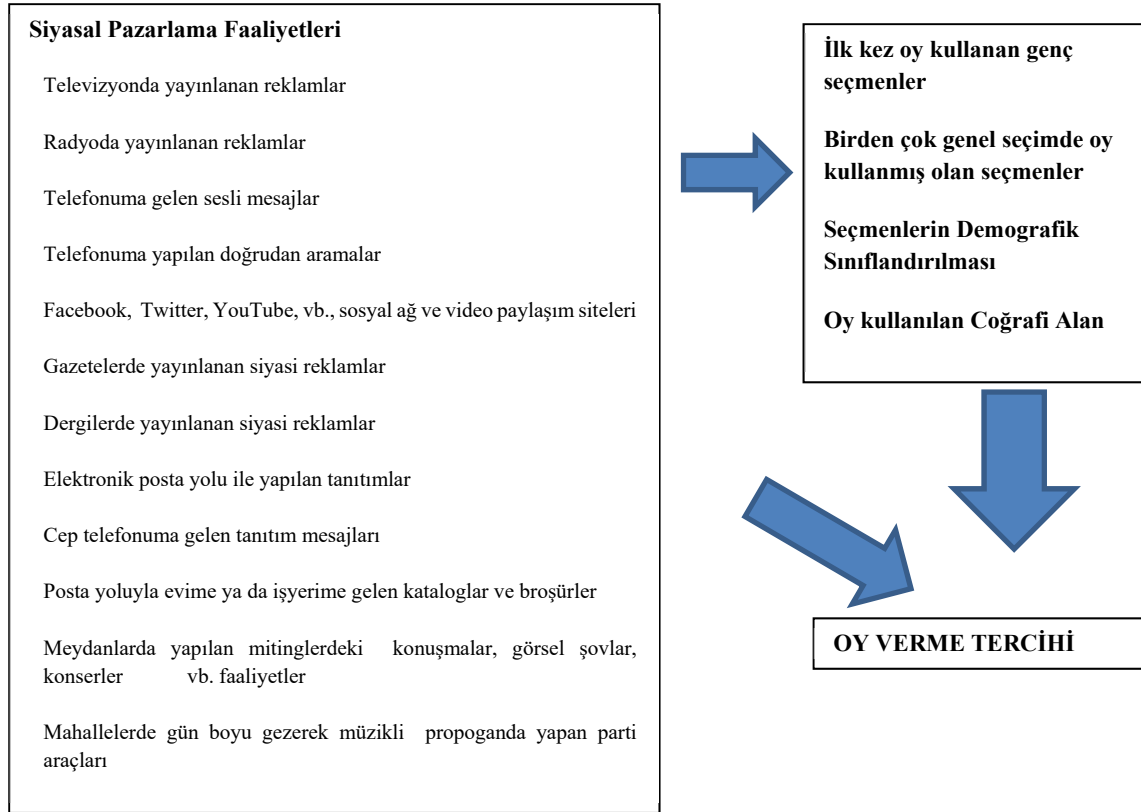 Siyasal Pazarlama Faaliyetleri
Televizyonda yayınlanan reklamlar
Radyoda yayınlanan reklamlar
Telefonuma gelen sesli mesajlar
Telefonuma yapılan doğrudan aramalar
Facebook, Twitter, YouTube, vb., sosyal ağ ve video paylaşım siteleri
Gazetelerde yayınlanan siyasi reklamlar
Dergilerde yayınlanan siyasi reklamlar
Elektronik posta yolu ile yapılan tanıtımlar
Cep telefonuma gelen tanıtım mesajları
Posta yoluyla evime ya da işyerime gelen kataloglar ve broşürler
Meydanlarda yapılan mitinglerdeki konuşmalar, görsel şovlar,
konserler vb. faaliyetler
Mahallelerde gün boyu gezerek müzikli propoganda yapan parti
araçları
İlk kez oy kullanan genç
seçmenler
Birden çok genel seçimde oy
kullanmış olan seçmenler
Seçmenlerin Demografik
Sınıflandırılması
Oy kullanılan Coğrafi Alan
OY VERME TERCİHİ